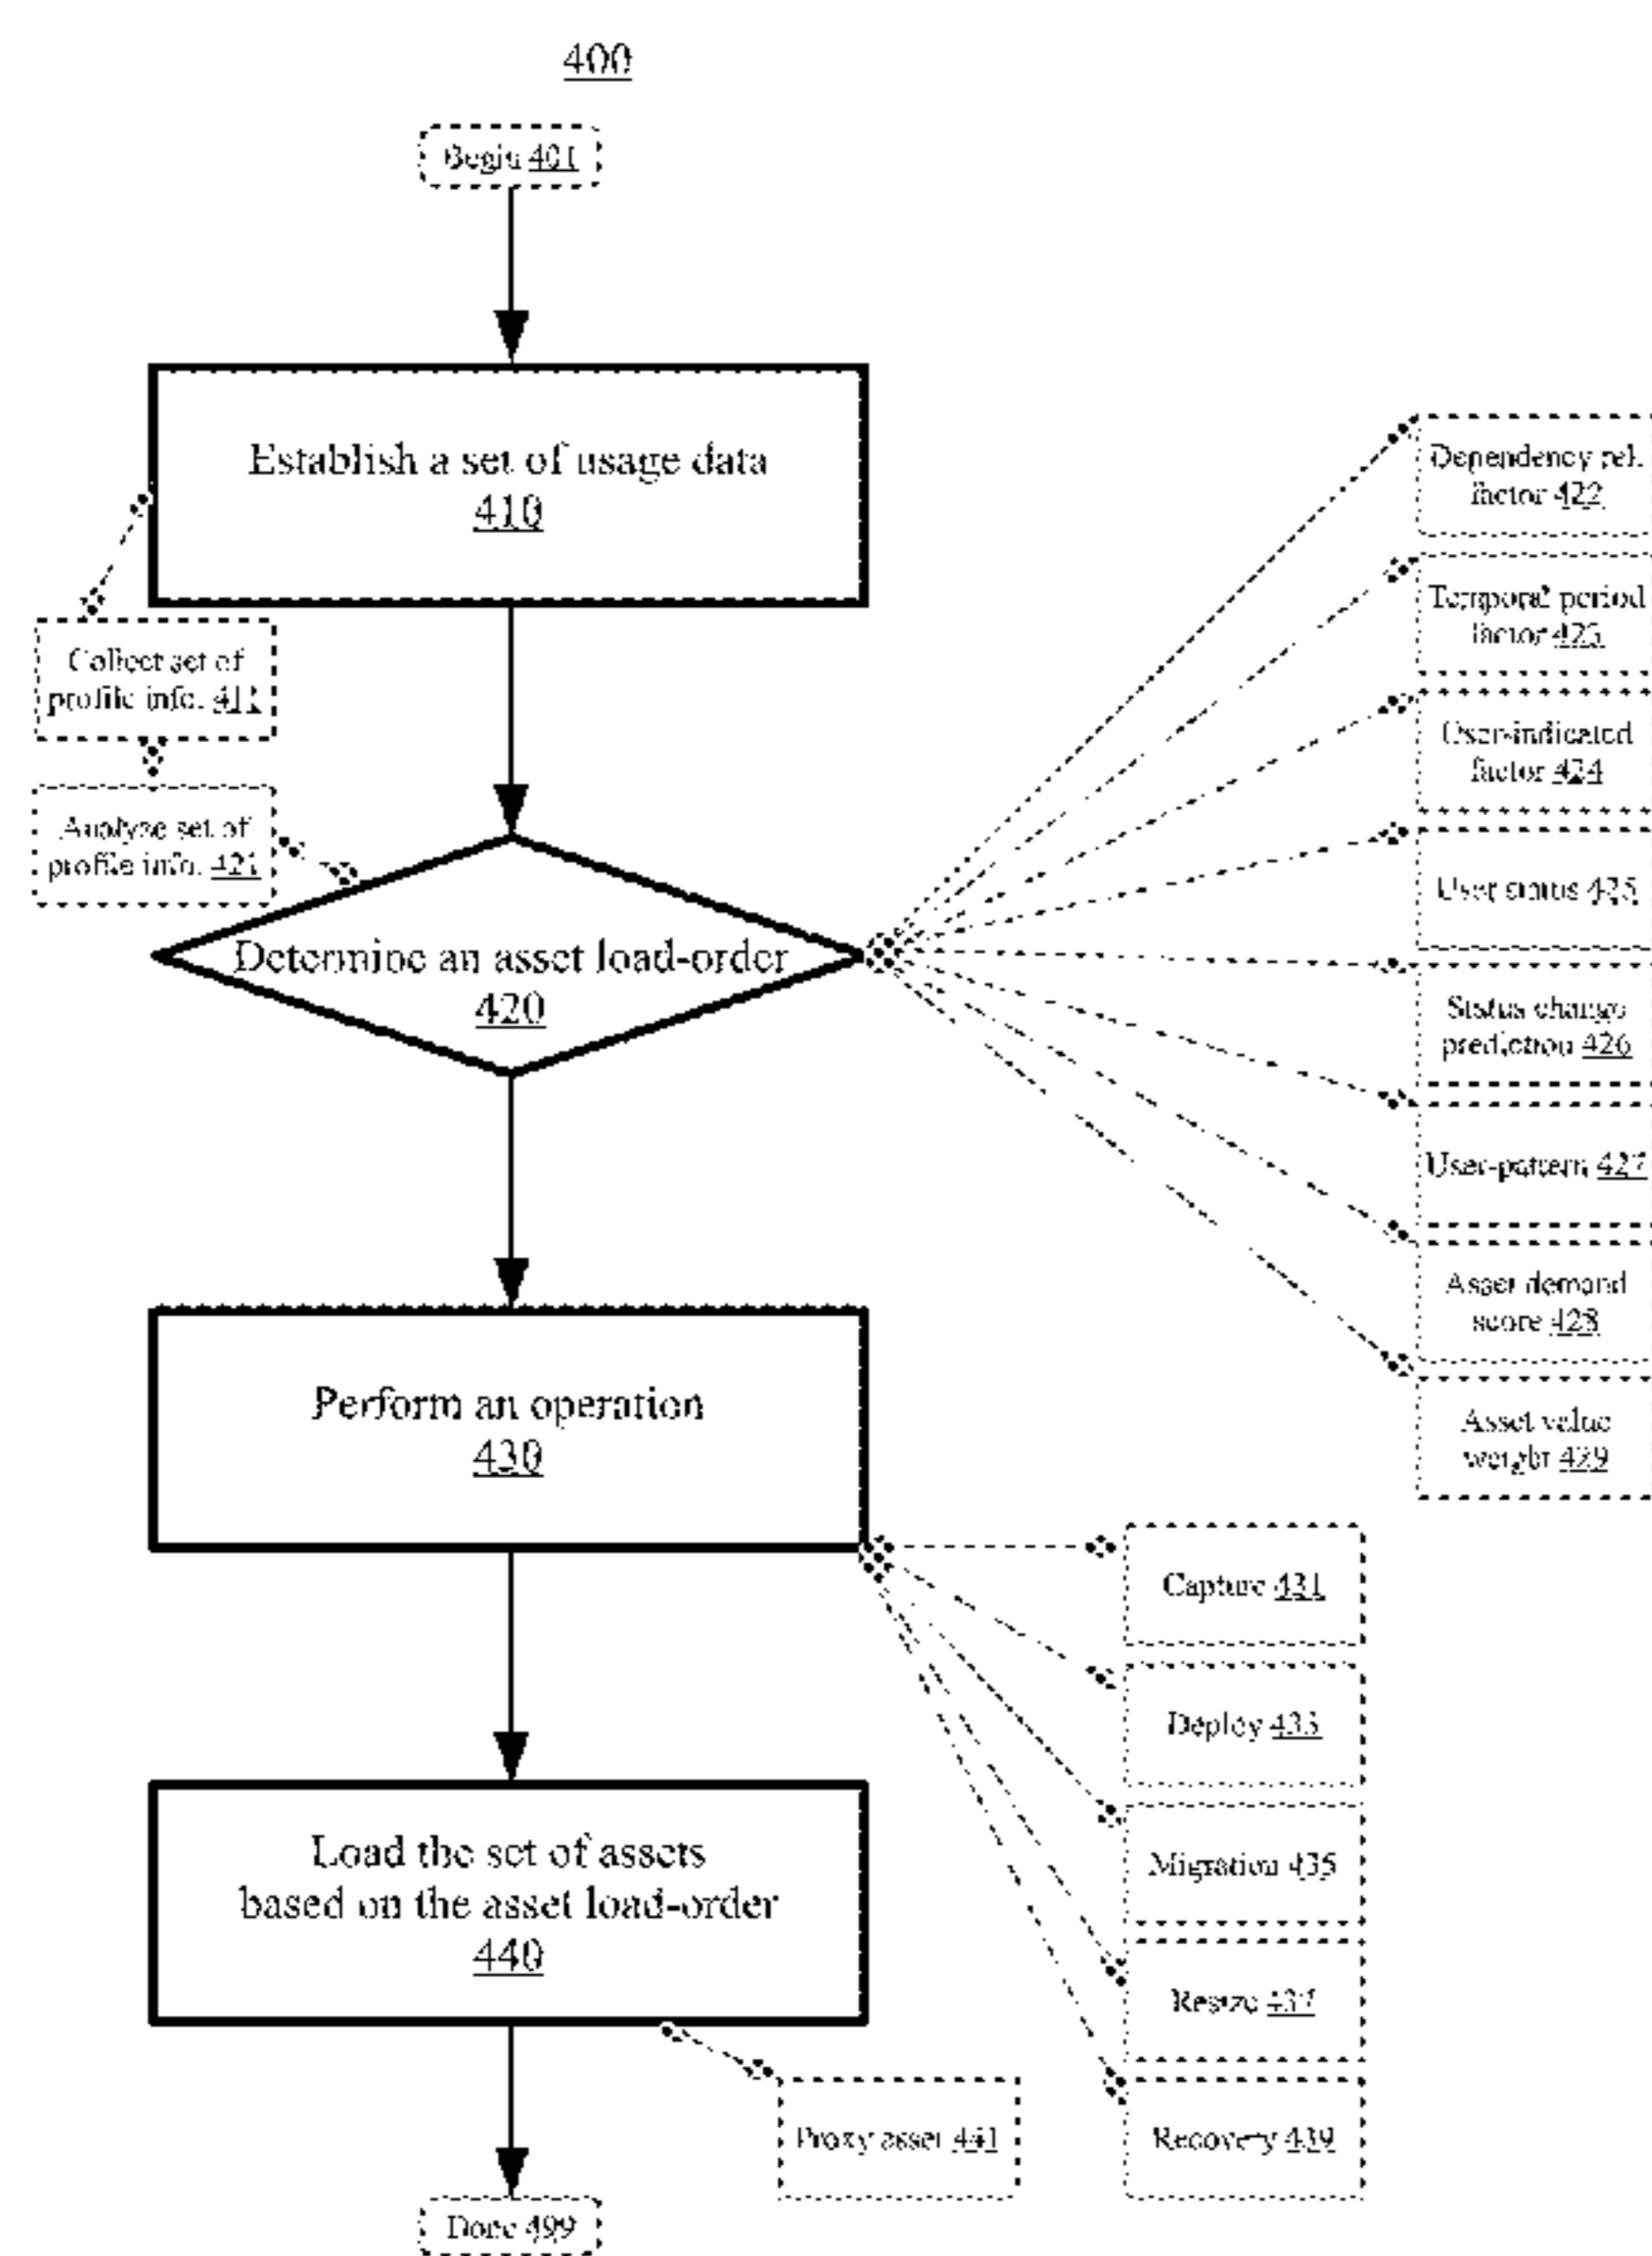 400
Begin 401
Establish a set of usage data
410
Collect set of
profile info. 411
Analyze set of
profile info. 421
Determine an asset load-order
420
Dependency rel.
factor 422
Temporal period
factor 423
User-indicated
factor 424
User status 425
Status change
prediction 426
User-pattern 427
Asset demand
score 428
Asset value
weight 429
Perform an operation
430
Capture 431
Deploy 433
Migration 435
Resize 437
Recovery 439
Load the set of assets
based on the asset load-order
440
Proxy asset 441
Done 499